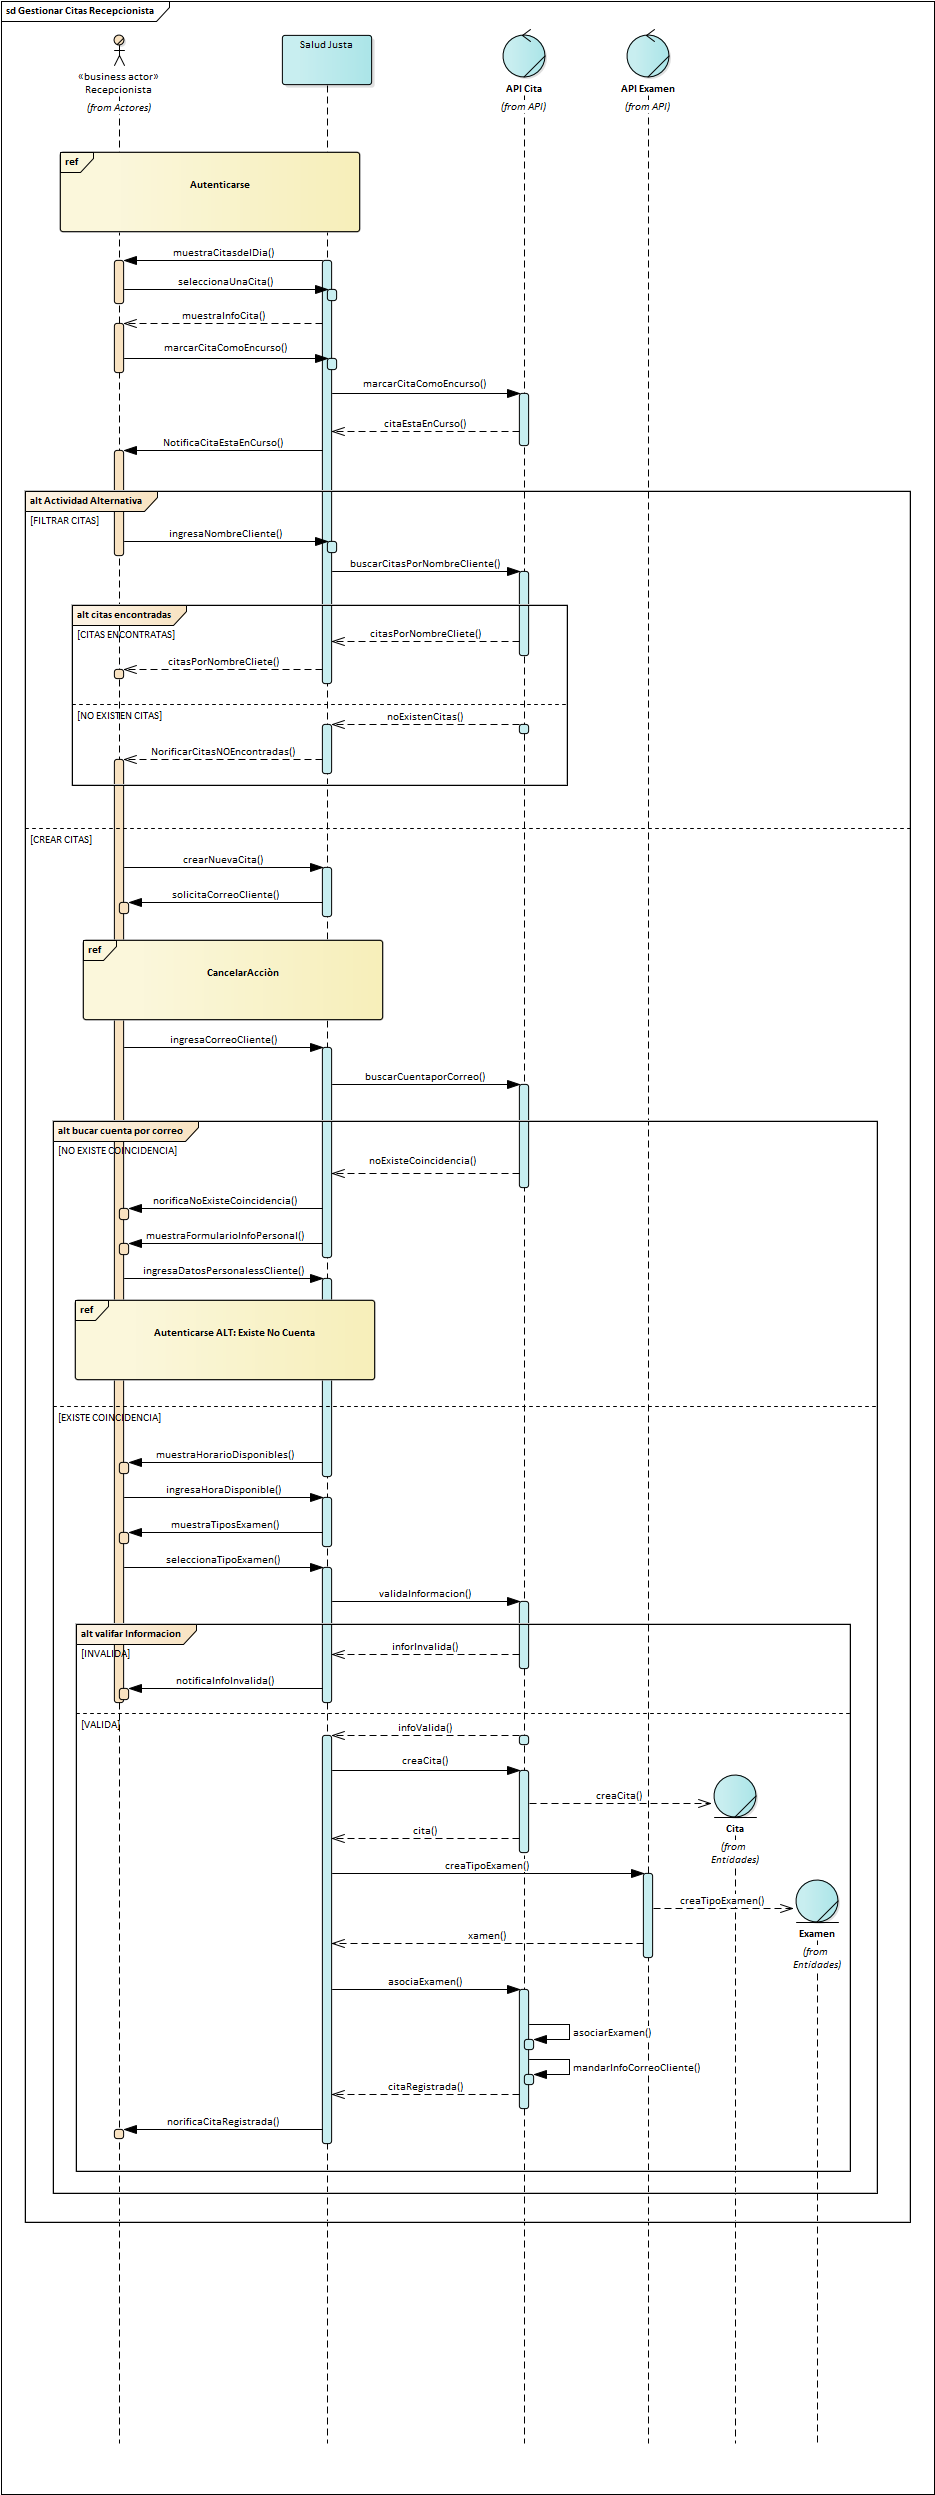 sd Gestionar Citas Recepcionista
«business actor»
Recepcionista
(from Actores)
Salud Justa
API Cita
(from API)
API Examen
(from API)
ref
Autenticarse
muestraCitasdelDia()
seleccionaUnaCita()
muestraInfoCita()
marcarCitaComoEncurso()
marcarCitaComoEncurso()
citaEstaEnCurso()
NotificaCitaEstaEnCurso()
alt Actividad Alternativa
[FILTRAR CITAS]
ingresaNombreCliente()
buscarCitasPorNombreCliente()
alt citas encontradas
[CITAS ENCONTRATAS]
citasPorNombreCliete()
citasPorNombreCliete()
[NO EXISTEN CITAS]
noExistenCitas()
NorificarCitasNOEncontradas()
[CREAR CITAS]
crearNuevaCita()
solicitaCorreoCliente()
ref
CancelarAcciòn
ingresaCorreoCliente()
buscarCuentaporCorreo()
alt bucar cuenta por correo
[NO EXISTE COINCIDENCIA]
noExisteCoincidencia()
norificaNoExisteCoincidencia()
muestraFormularioInfoPersonal()
ingresaDatosPersonalessCliente()
ref
Autenticarse ALT: Existe No Cuenta
[EXISTE COINCIDENCIA]
muestraHorarioDisponibles()
ingresaHoraDisponible()
muestraTiposExamen()
seleccionaTipoExamen()
validaInformacion()
alt valifar Informacion
[INVALIDA]
inforInvalida()
notificaInfoInvalida()
[VALIDA]
infoValida()
creaCita()
creaCita()
Cita
(from
Entidades)
cita()
creaTipoExamen()
creaTipoExamen()
Examen
(from
Entidades)
xamen()
asociaExamen()
asociarExamen()
mandarInfoCorreoCliente()
citaRegistrada()
norificaCitaRegistrada()